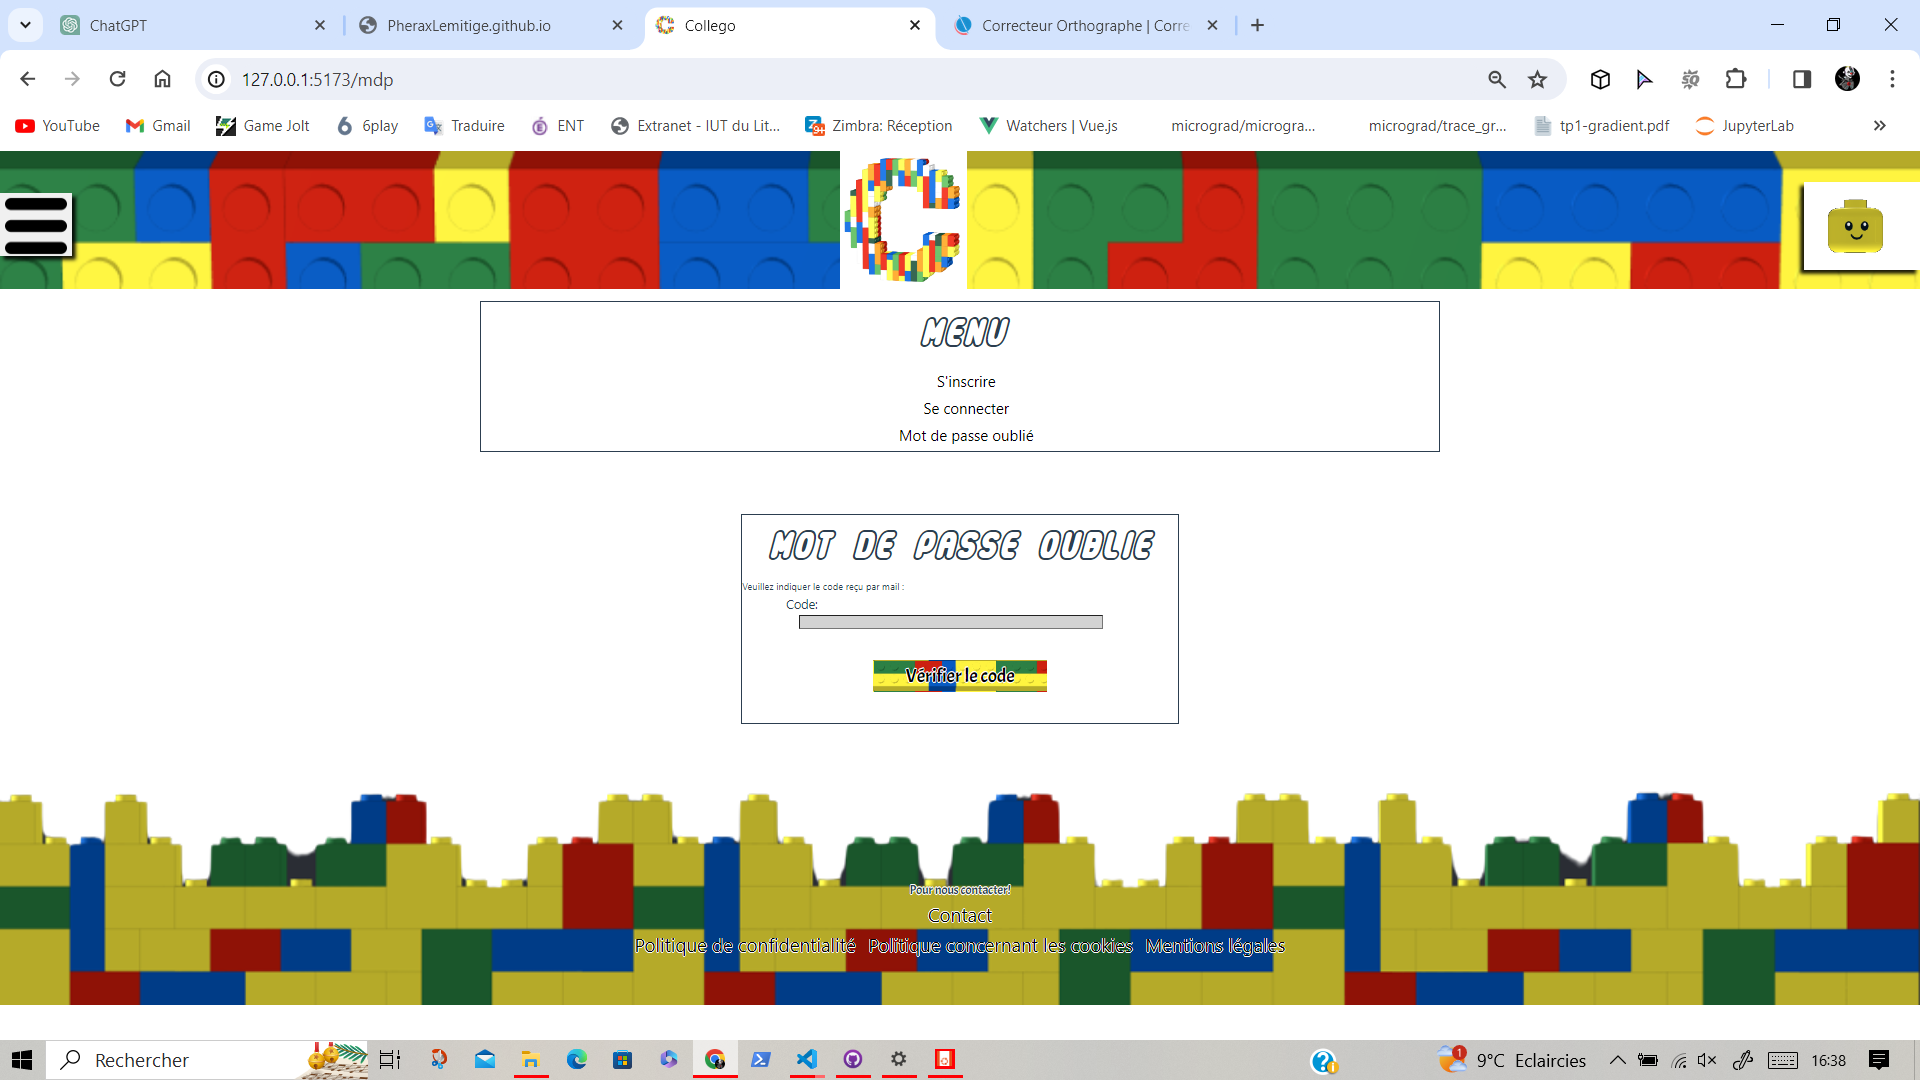 ChatGPT
PheraxLemitige.github.io
Collego
Correcteur Orthographe | Corre
127.0.0.1:5173/mdp
YouTube
Gmail
Game Jolt
6play
Traduire
ENT
Extranet - IUT du Lit...
Zimbra: Réception
Watchers | Vue.js
micrograd/microgra...
micrograd/trace_gr...
tp1-gradient.pdf
JupyterLab
MENU
S'inscrire
Se connecter
Mot de passe oublié
MOT DE PASSE OUBLIE
Veuillez indiquer le code reçu par mail :
Code:
Vérifier le code
Pour nous contacter!
Contact
Politique de confidentialité Politique concernant les cookies Mentions légales
Rechercher
1
9°C Eclaircies
16:38